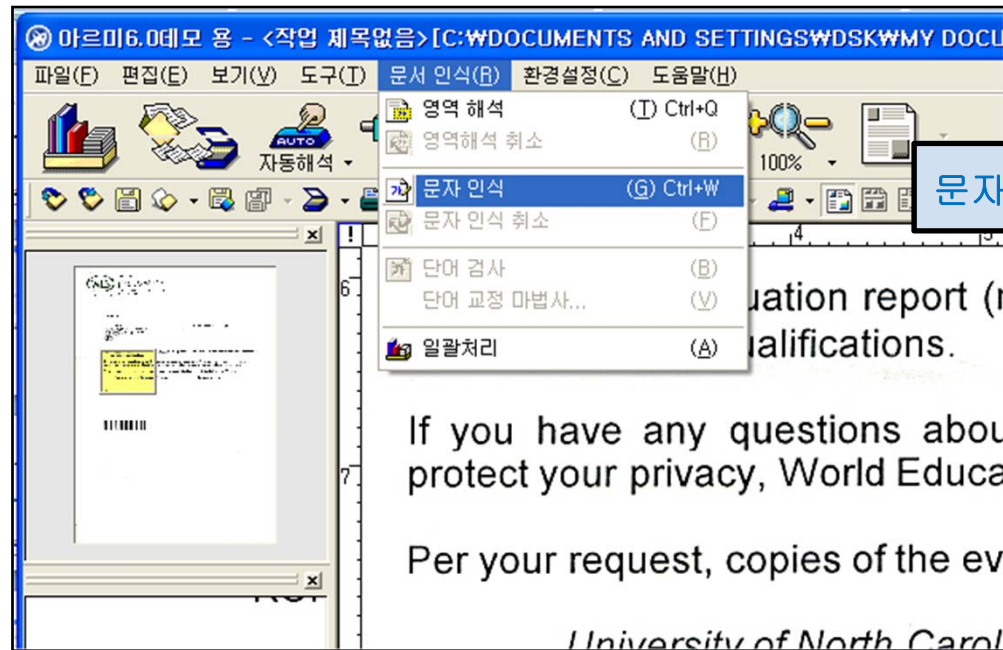 아르미6.0데모 용 - <작업 제목없음>[C:₩DOCUMENTS AND SETTINGS₩DSK₩MY DOCU
파일(F) 편집(E) 보기(V) 도구(T) 문서 인식(R) 환경설정(C) 도움말(H)
영역 해석 (T) Ctrl+Q
영역해석 취소 (R)
AUTO
자동해석
100%
문자 인식 (G) Ctrl+W
문자
문자 인식 취소 (F)
4
단어 검사 (B)
단어 교정 마법사... (V)
6
uation report (
일괄처리 (A)
alifications.
If you have any questions abou
7
protect your privacy, World Educa
Per your request, copies of the ev
University of North Carol